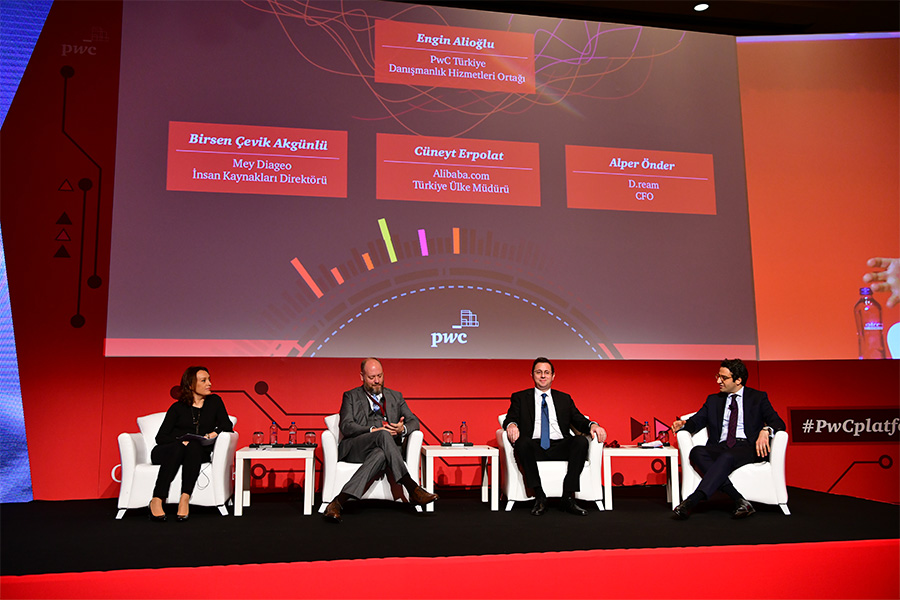 pwc
Engin Alioğlu
PwC Türkiye
Danışmanlık Hizmetleri Ortağı
Birsen Çevik Akgünlü
Mey Diageo
İnsan Kaynakları Direktörü
Cüneyt Erpolat
Alibaba.com
Türkiye Ülke Müdürü
Alper Önder
D.ream
CFO
pwc
#PwCplatf